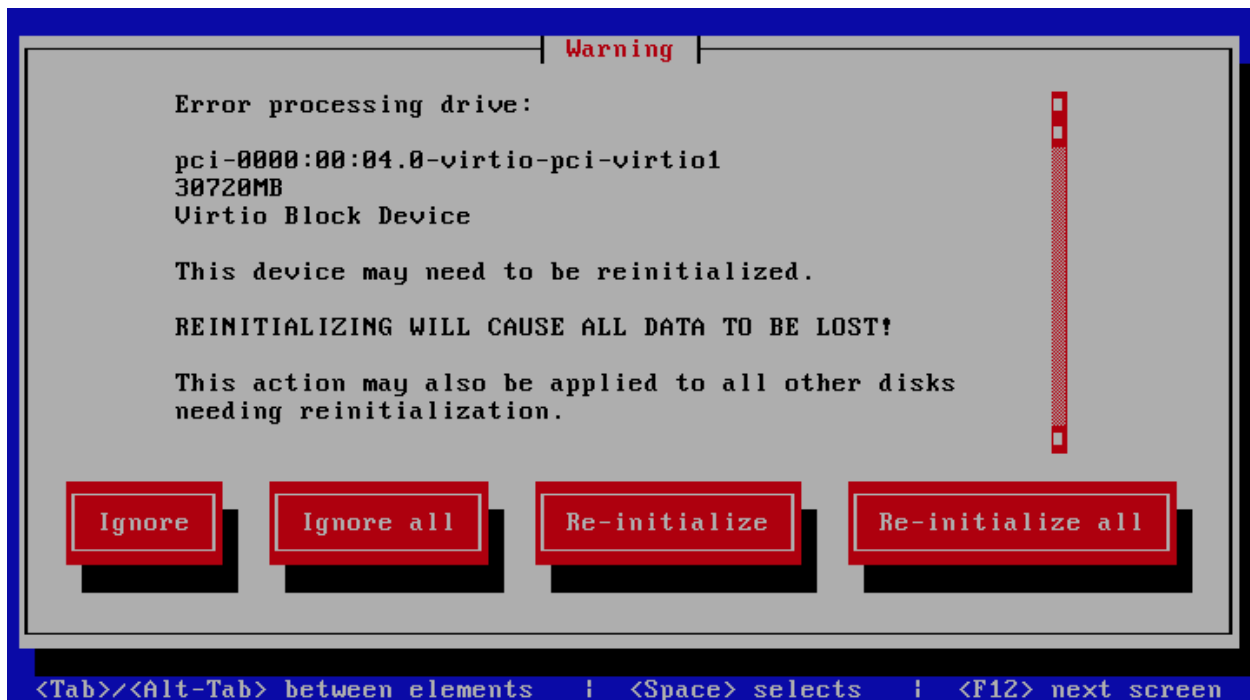 Warning
Error processing drive:
pci-0000:00:04.0-virtio-pci-virtio1
30720MB
Virtio Block Device
This device may need to be reinitialized.
REINITIALIZING WILL CAUSE ALL DATA TO BE LOST!
This action may also be applied to all other disks
needing reinitialization.
Ignore
Ignore all
Re-initialize
Re-initialize all
<Tab>/<Alt-Tab> between elements   |  <Space> selects   |  <F12> next screen